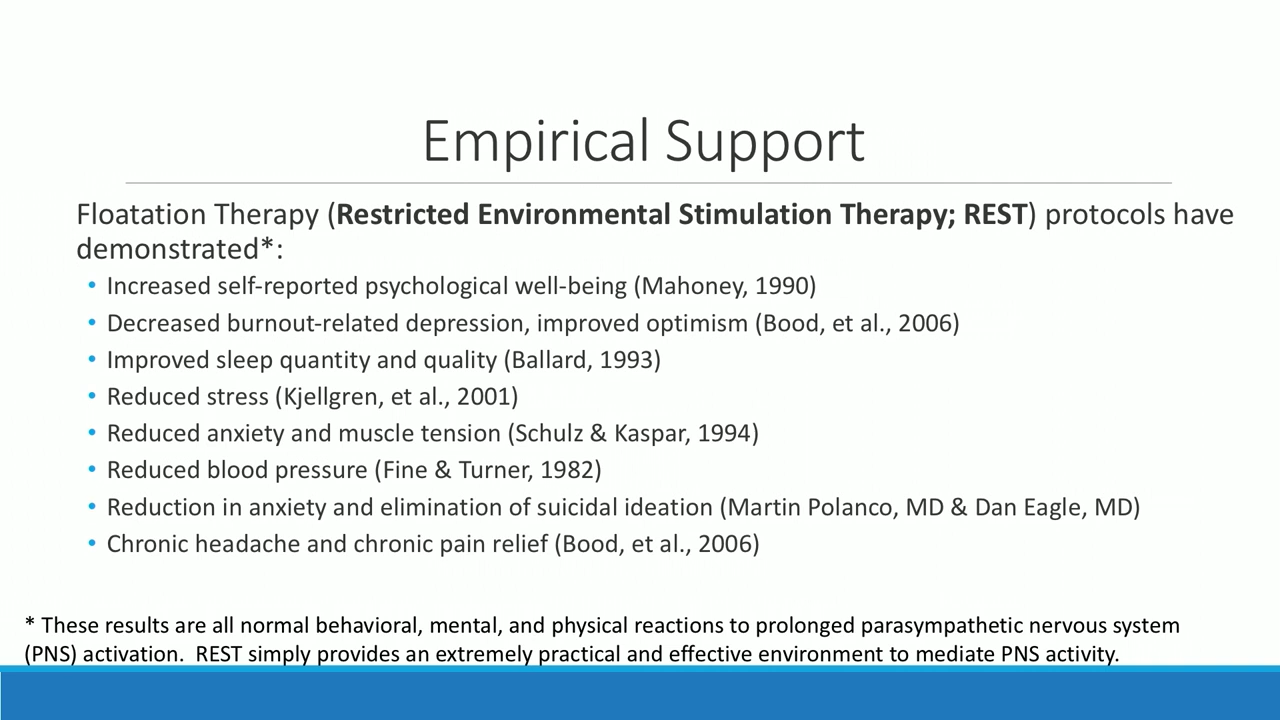 Empirical Support
Floatation Therapy (Restricted Environmental Stimulation Therapy; REST) protocols have
demonstrated*:
• Increased self-reported psychological well-being (Mahoney, 1990)
• Decreased burnout-related depression, improved optimism (Bood, et al., 2006)
• Improved sleep quantity and quality (Ballard, 1993)
• Reduced stress (Kjellgren, et al., 2001)
• Reduced anxiety and muscle tension (Schulz & Kaspar, 1994)
• Reduced blood pressure (Fine & Turner, 1982)
• Reduction in anxiety and elimination of suicidal ideation (Martin Polanco, MD & Dan Eagle, MD)
• Chronic headache and chronic pain relief (Bood, et al., 2006)
* These results are all normal behavioral, mental, and physical reactions to prolonged parasympathetic nervous system
(PNS) activation.  REST simply provides an extremely practical and effective environment to mediate PNS activity.